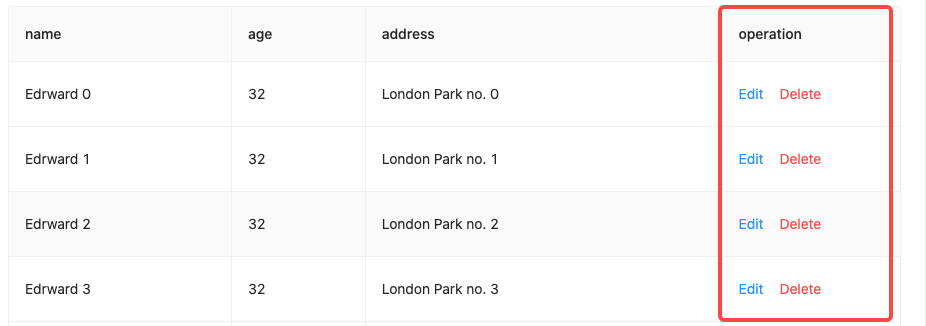 name age address operation
Edrward 0 32 London Park no. 0 Edit Delete
Edrward 1 32 London Park no. 1 Edit Delete
Edrward 2 32 London Park no. 2 Edit Delete
Edrward 3 32 London Park no. 3 Edit Delete